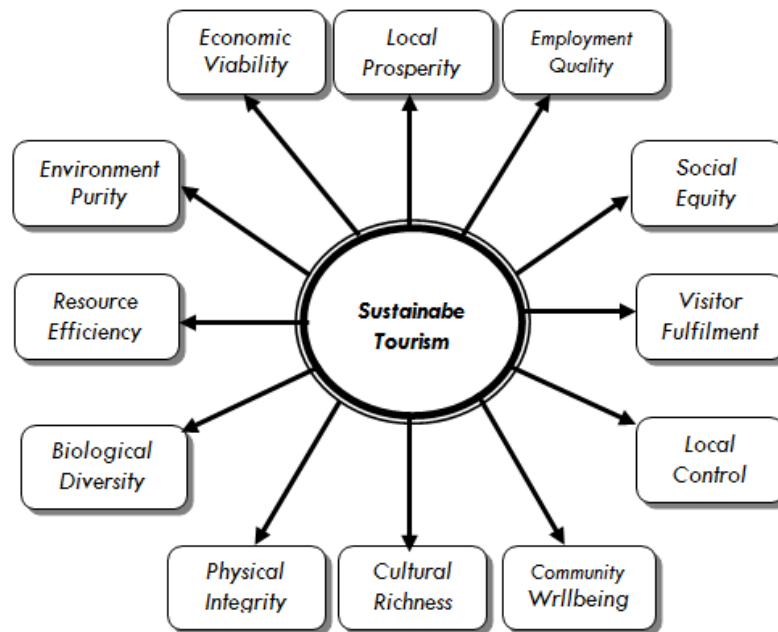 Economic
Viability
Local
Prosperity
Employment
Quality
Environment
Purity
Social
Equity
Resource
Efficiency
Sustainabe
Tourism
Visitor
Fulfilment
Biological
Diversity
Local
Control
Physical
Integrity
Cultural
Richness
Community
Wrllbeing